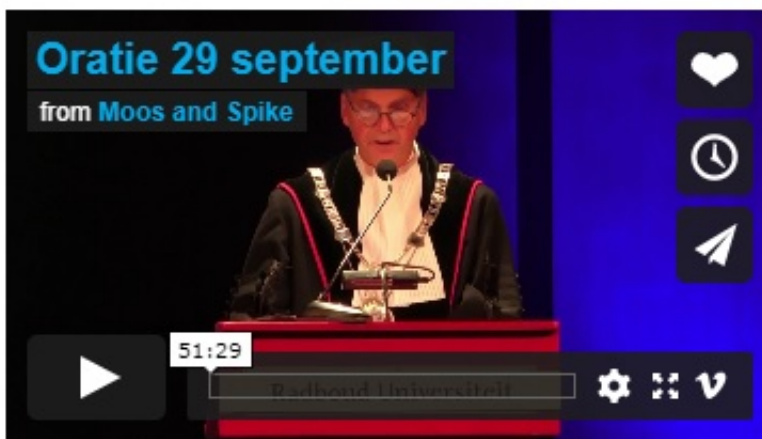 Oratie 29 september
from Moos and Spike
51:29
Radboud Universiteit